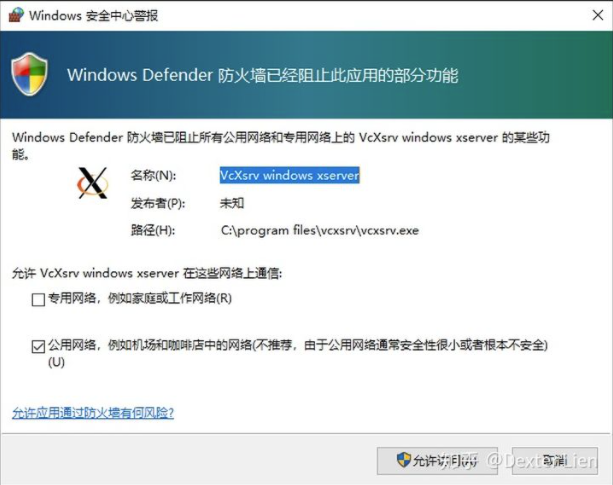 Windows 安全中心警报
Windows Defender 防火墙已经阻止此应用的部分功能
Windows Defender 防火墙已阻止所有公用网络和专用网络上的 VcXsrv windows xserver 的某些功
能。
名称(N): VcXsrv windows xserver
发布者(P): 未知
路径(H): C:\program files\vcxsrv\vcxsrv.exe
允许 VcXsrv windows xserver 在这些网络上通信:
专用网络，例如家庭或工作网络(R)
公用网络，例如机场和咖啡店中的网络(不推荐，由于公用网络通常安全性很小或者根本不安全)
(U)
允许应用通过防火墙有何风险?
允许访问(A) 取消
知乎 @Dexter Lien